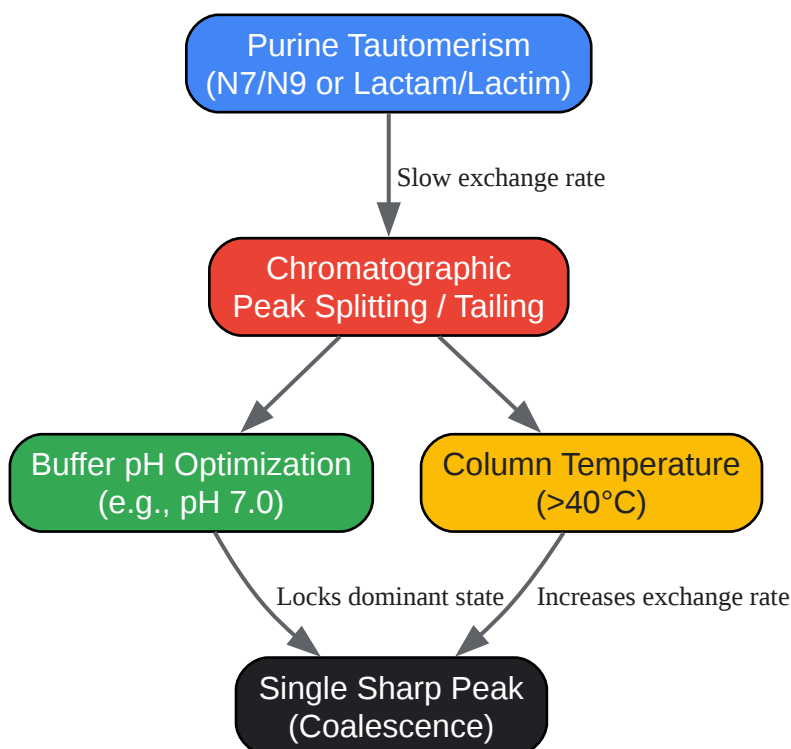 Purine Tautomerism
(N7/N9 or Lactam/Lactim)
Slow exchange rate
Chromatographic
Peak Splitting / Tailing
Buffer pH Optimization
(e.g., pH 7.0)
Column Temperature
(>40°C)
Locks dominant state
Increases exchange rate
Single Sharp Peak
(Coalescence)